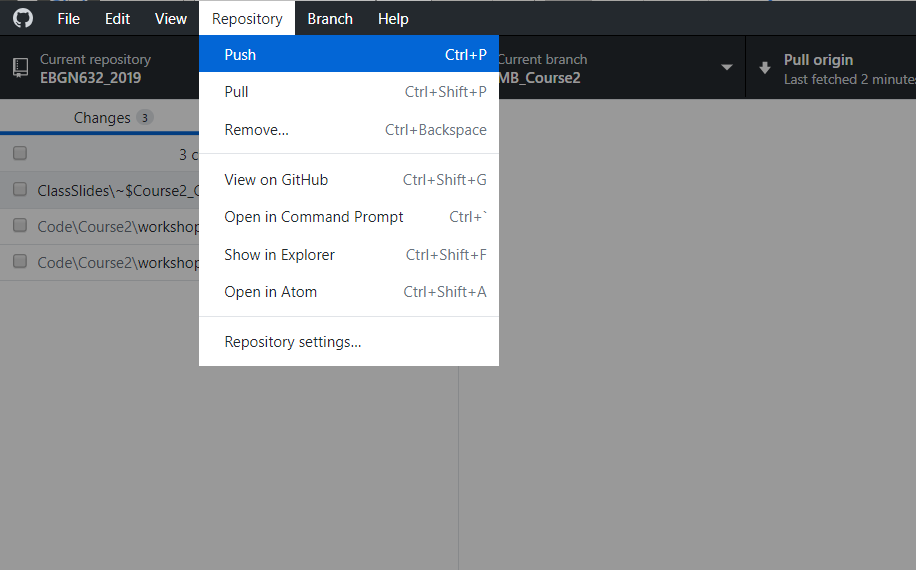 File Edit View Repository Branch Help
Current repository
EBGN632_2019
Current branch
MB_Course2
Pull origin
Last fetched 2 minutes
Changes 3
3 c
ClassSlides\~$Course2_
Code\Course2\workshop
Code\Course2\workshop
Push Ctrl+P
Pull Ctrl+Shift+P
Remove... Ctrl+Backspace
View on GitHub Ctrl+Shift+G
Open in Command Prompt Ctrl+`
Show in Explorer Ctrl+Shift+F
Open in Atom Ctrl+Shift+A
Repository settings...